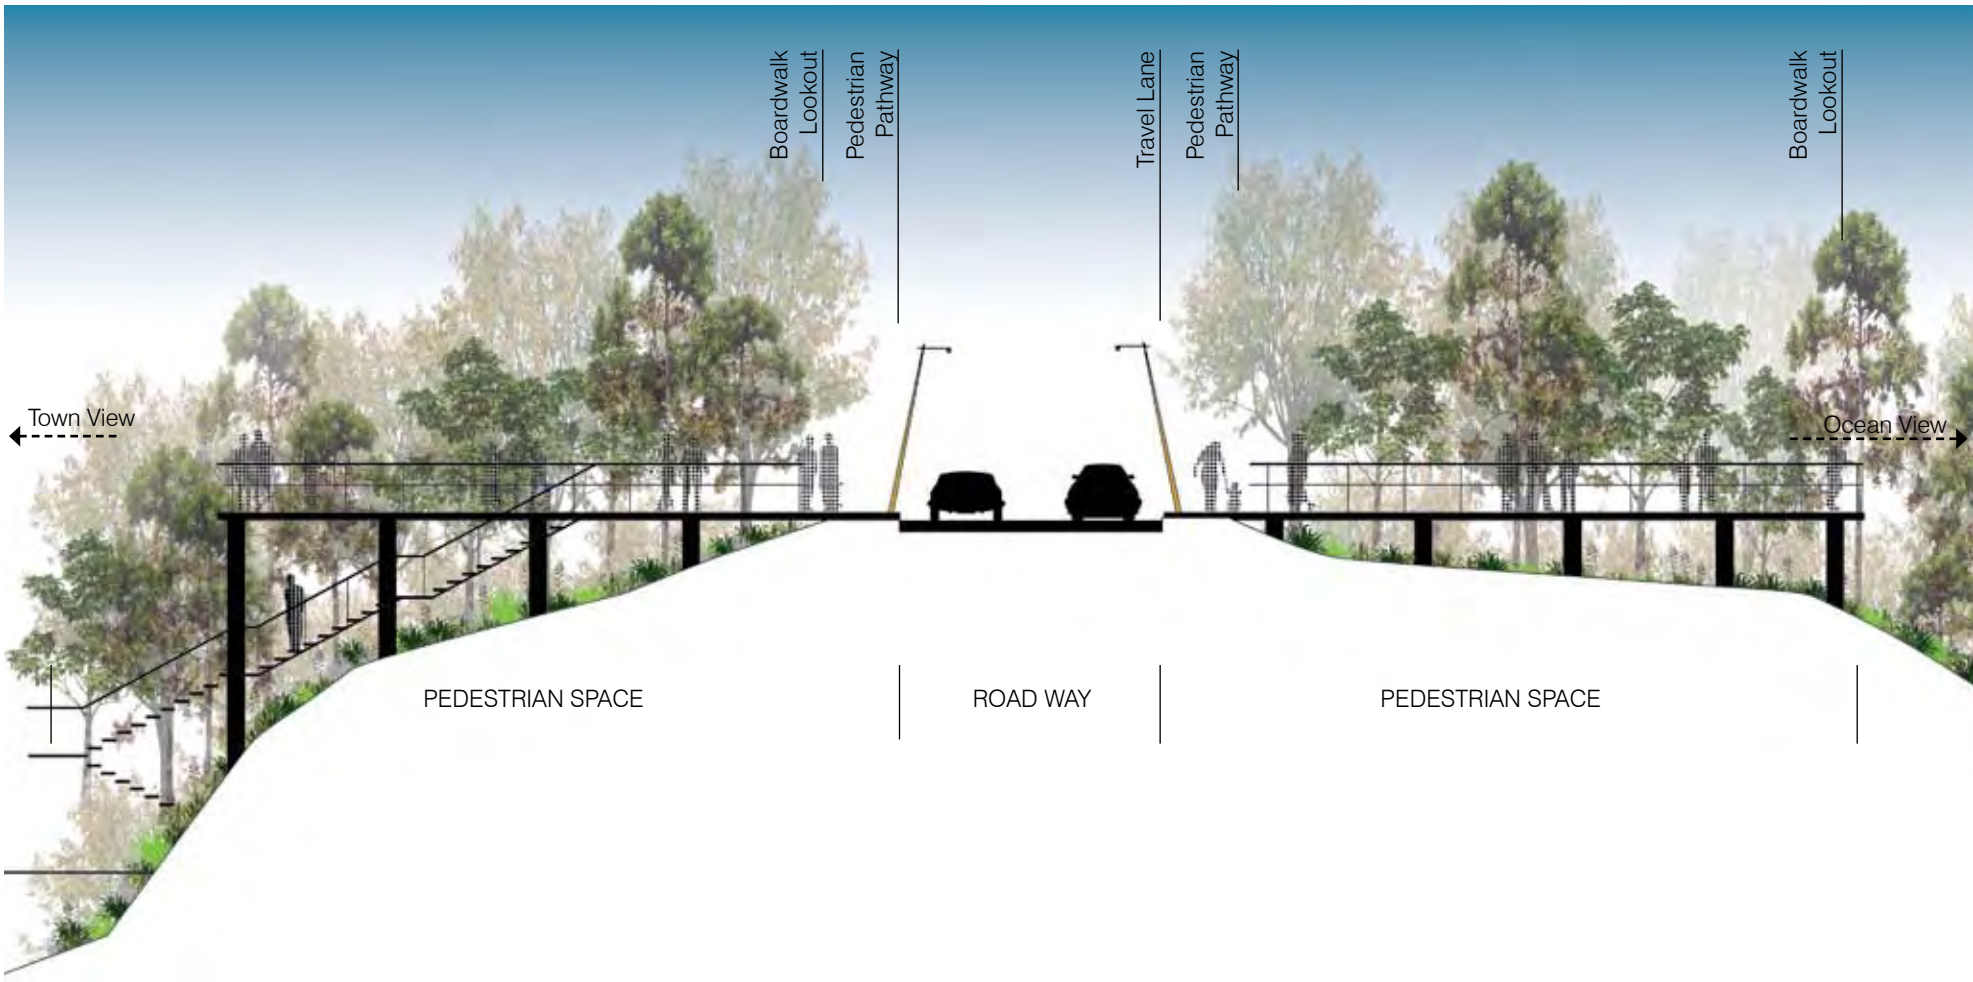 Boardwalk
Lookout
Pedestrian
Pathway
Travel Lane
Pedestrian
Pathway
Boardwalk
Lookout
Town View
Ocean View
PEDESTRIAN SPACE
ROAD WAY
PEDESTRIAN SPACE